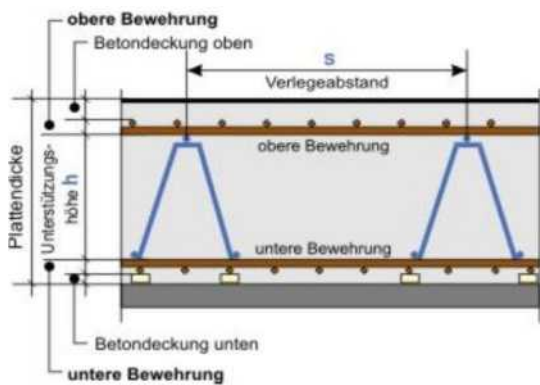 obere Bewehrung
Betondeckung oben
s
Verlegeabstand
obere Bewehrung
Plattendicke
Unterstützungs-
höhe h
untere Bewehrung
Betondeckung unten
untere Bewehrung